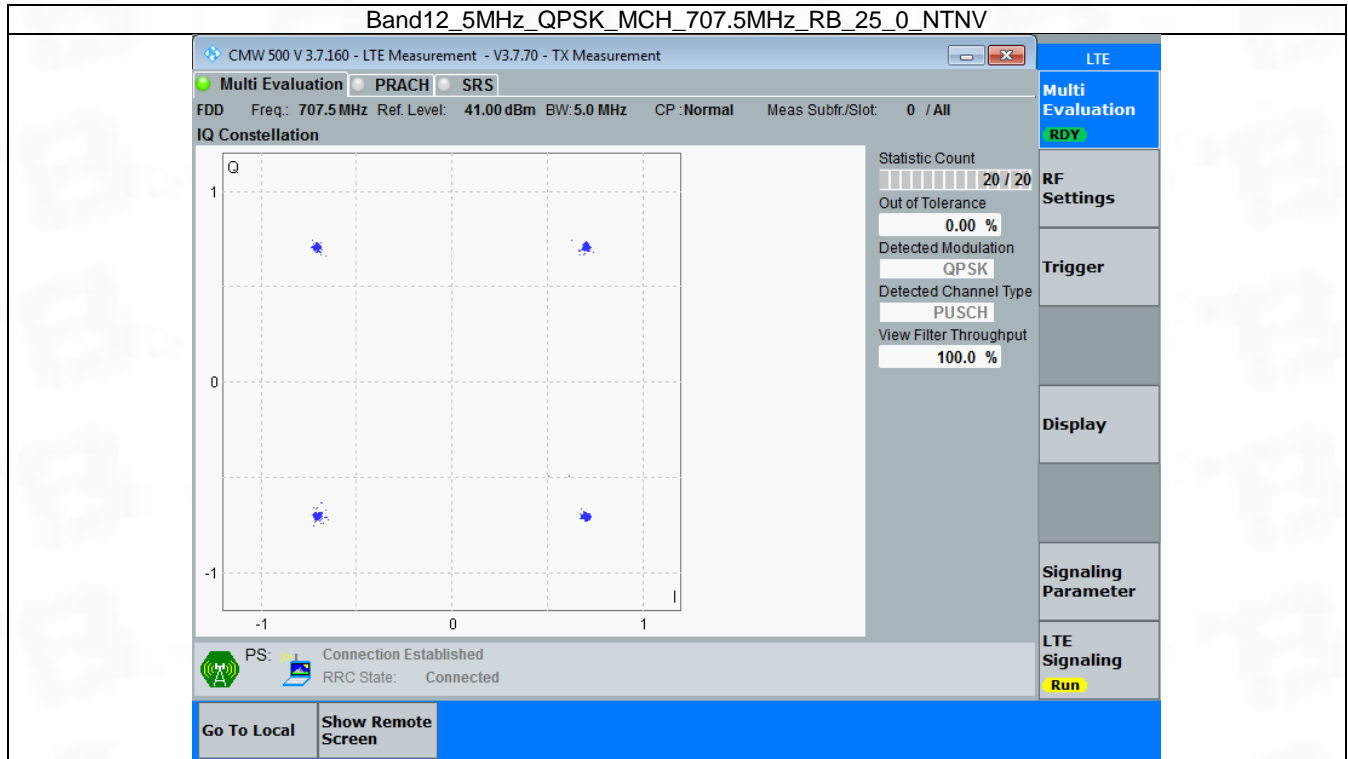 Band12_5MHz_QPSK_MCH_707.5MHz_RB_25_0_NTNV
CMW 500 V 3.7.160 - LTE Measurement - V3.7.70 - TX Measurement
LTE
Multi Evaluation PRACH SRS
Multi
Evaluation
RDY
FDD Freq.: 707.5 MHz Ref. Level: 41.00 dBm BW: 5.0 MHz CP : Normal Meas Subfr./Slot: 0 / All
IQ Constellation
Q
1
0
-1
I
-1 0 1
Statistic Count
20 / 20
Out of Tolerance
0.00 %
Detected Modulation
QPSK
Detected Channel Type
PUSCH
View Filter Throughput
100.0 %
RF
Settings
Trigger
Display
Signaling
Parameter
LTE
Signaling
Run
PS: Connection Established
RRC State: Connected
Go To Local
Show Remote
Screen